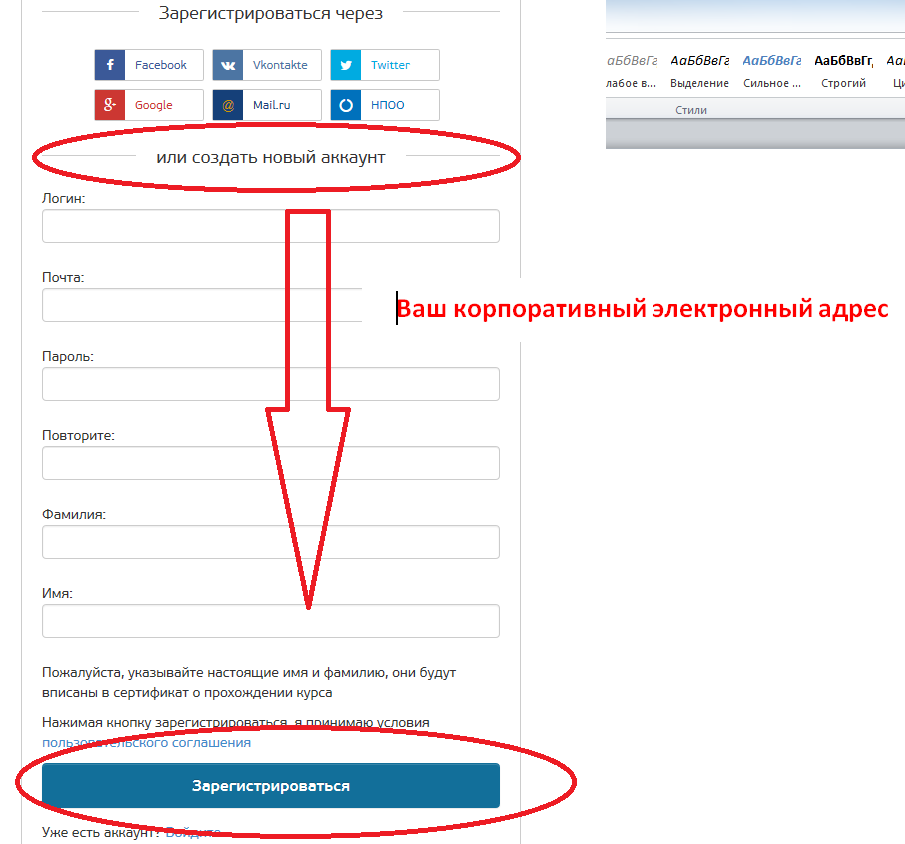 Зарегистрироваться через
Facebook
Vkontakte
Twitter
Google
Mail.ru
НПОО
или создать новый аккаунт
Логин:
Почта:
Ваш корпоративный электронный адрес
Пароль:
Повторите:
Фамилия:
Имя:
Пожалуйста, указывайте настоящие имя и фамилию, они будут
вписаны в сертификат о прохождении курса
Нажимая кнопку зарегистрироваться, я принимаю условия
пользовательского соглашения
Зарегистрироваться
Уже есть аккаунт? Войдите
аБбВвГг АаБбВвГг АаБбВвГг АаБбВвГг, Аа
лабое в... Выделение Сильное ... Строгий Ци
Стили